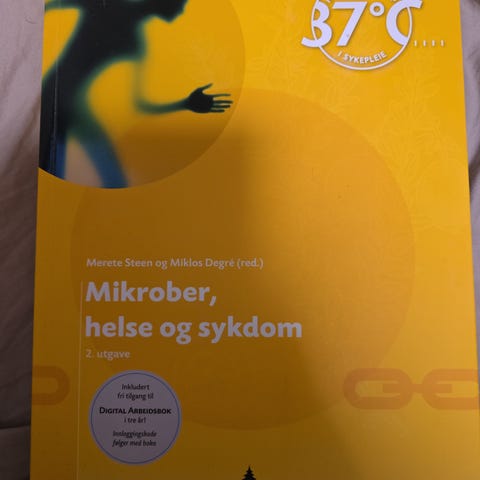 37°C
I SYKEPLEIE
Merete Steen og Miklos Degré (red.)
Mikrober,
helse og sykdom
2. utgave
Inkludert
fri tilgang til
DIGITAL ARBEIDSBOK
i tre år!
Innloggingskode
følger med boka